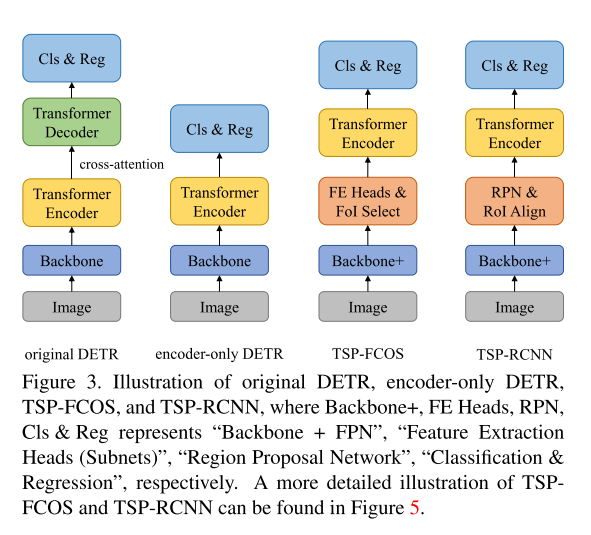 Cls & Reg
Transformer
Decoder
cross-attention
Transformer
Encoder
Backbone
Image
original DETR
Cls & Reg
Transformer
Encoder
Backbone
Image
encoder-only DETR
Cls & Reg
Transformer
Encoder
FE Heads &
FoI Select
Backbone+
Image
TSP-FCOS
Cls & Reg
Transformer
Encoder
RPN &
RoI Align
Backbone+
Image
TSP-RCNN
Figure 3. Illustration of original DETR, encoder-only DETR,
TSP-FCOS, and TSP-RCNN, where Backbone+, FE Heads, RPN,
Cls & Reg represents “Backbone + FPN”, “Feature Extraction
Heads (Subnets)”, “Region Proposal Network”, “Classification &
Regression”, respectively. A more detailed illustration of TSP-
FCOS and TSP-RCNN can be found in Figure 5.